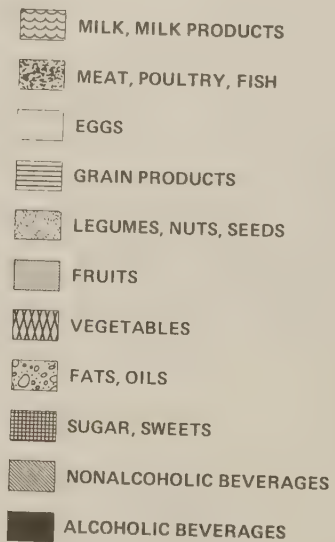 MILK, MILK PRODUCTS
MEAT, POULTRY, FISH
EGGS
GRAIN PRODUCTS
LEGUMES, NUTS, SEEDS
FRUITS
VEGETABLES
FATS, OILS
SUGAR, SWEETS
NONALCOHOLIC BEVERAGES
ALCOHOLIC BEVERAGES